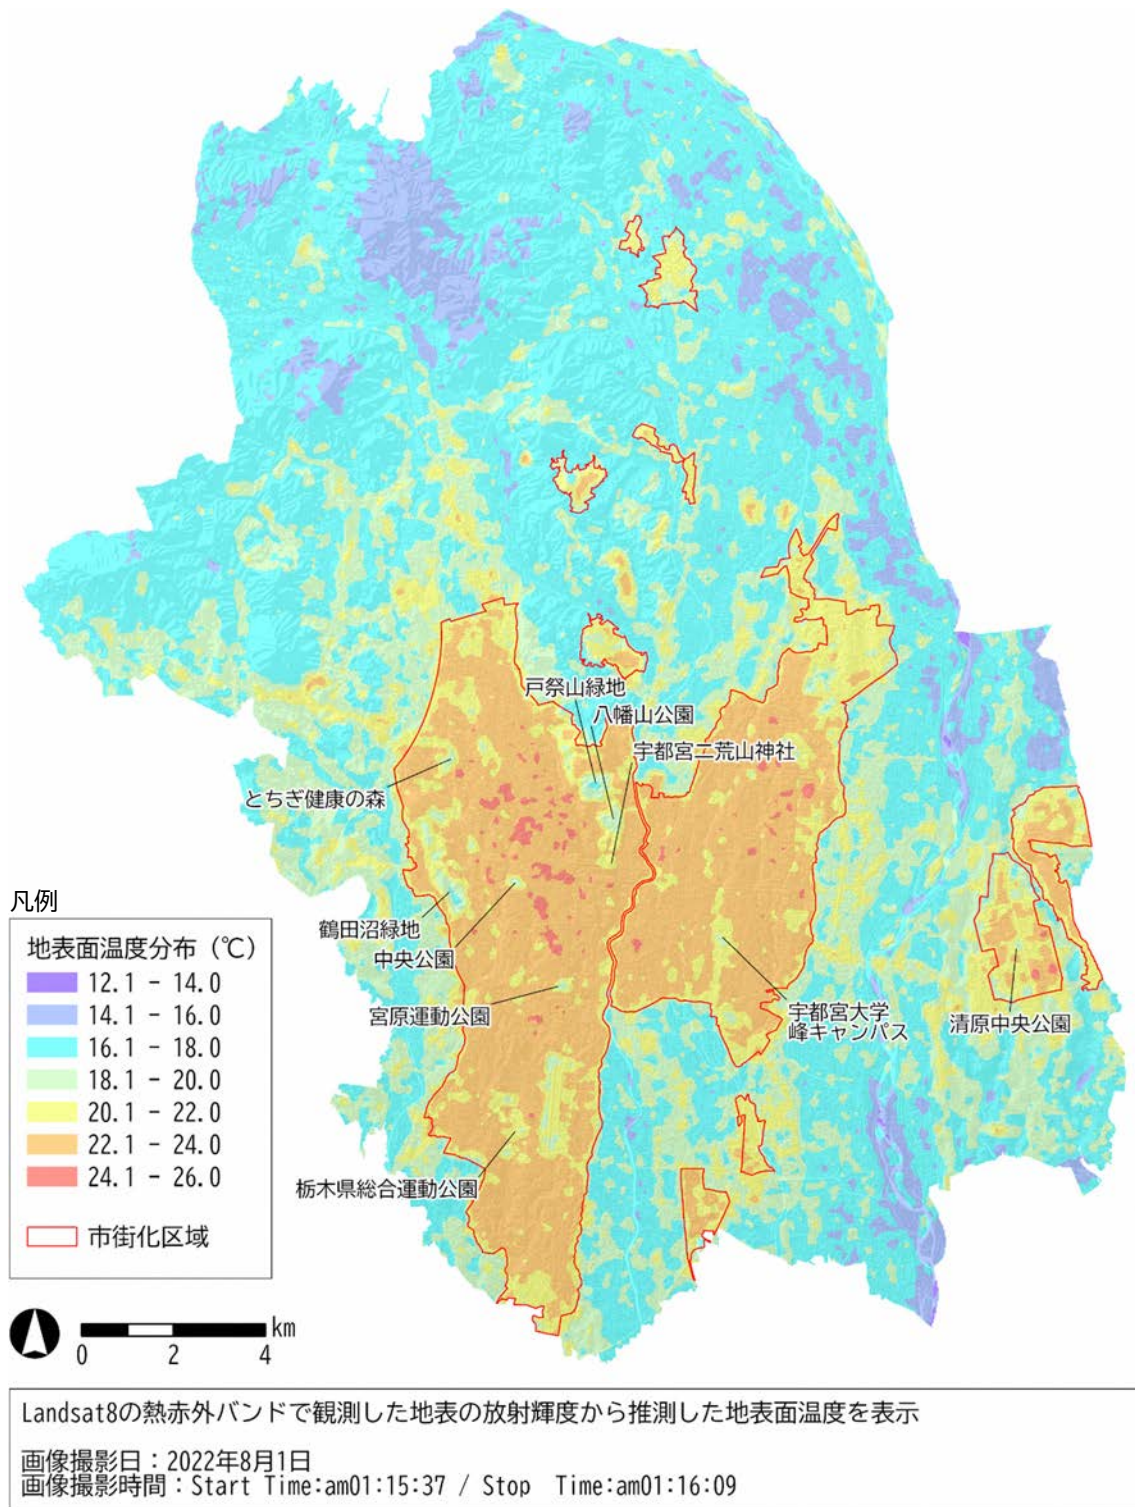 戸祭山緑地
八幡山公園
宇都宮二荒山神社
とちぎ健康の森
鶴田沼緑地
中央公園
宮原運動公園
宇都宮大学
峰キャンパス
清原中央公園
栃木県総合運動公園
凡例
地表面温度分布（℃）
12.1 - 14.0
14.1 - 16.0
16.1 - 18.0
18.1 - 20.0
20.1 - 22.0
22.1 - 24.0
24.1 - 26.0
市街化区域
km
0 2 4
Landsat8の熱赤外バンドで観測した地表の放射輝度から推測した地表面温度を表示
画像撮影日：2022年8月1日
画像撮影時間：Start Time:am01:15:37 / Stop Time:am01:16:09